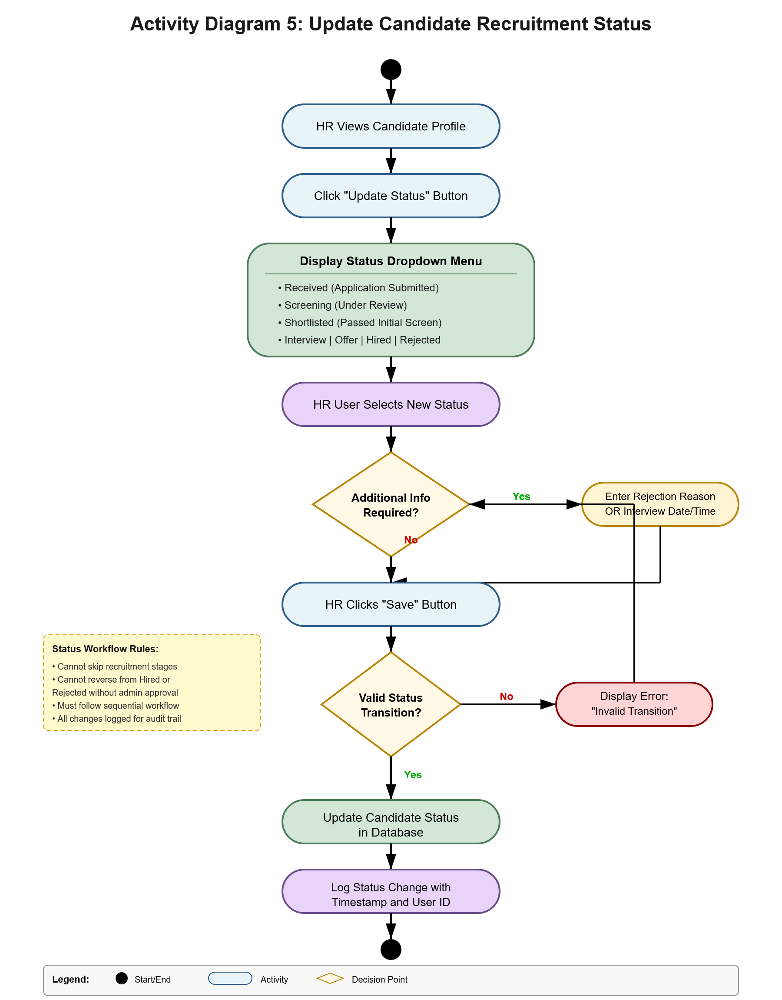 Activity Diagram 5: Update Candidate Recruitment Status
HR Views Candidate Profile
Click "Update Status" Button
Display Status Dropdown Menu
• Received (Application Submitted)
• Screening (Under Review)
• Shortlisted (Passed Initial Screen)
• Interview | Offer | Hired | Rejected
HR User Selects New Status
Additional Info
Required?
Yes
Enter Rejection Reason
OR Interview Date/Time
No
HR Clicks "Save" Button
Status Workflow Rules:
• Cannot skip recruitment stages
• Cannot reverse from Hired or
Rejected without admin approval
• Must follow sequential workflow
• All changes logged for audit trail
Valid Status
Transition?
No
Display Error:
"Invalid Transition"
Yes
Update Candidate Status
in Database
Log Status Change with
Timestamp and User ID
Legend:
Start/End
Activity
Decision Point